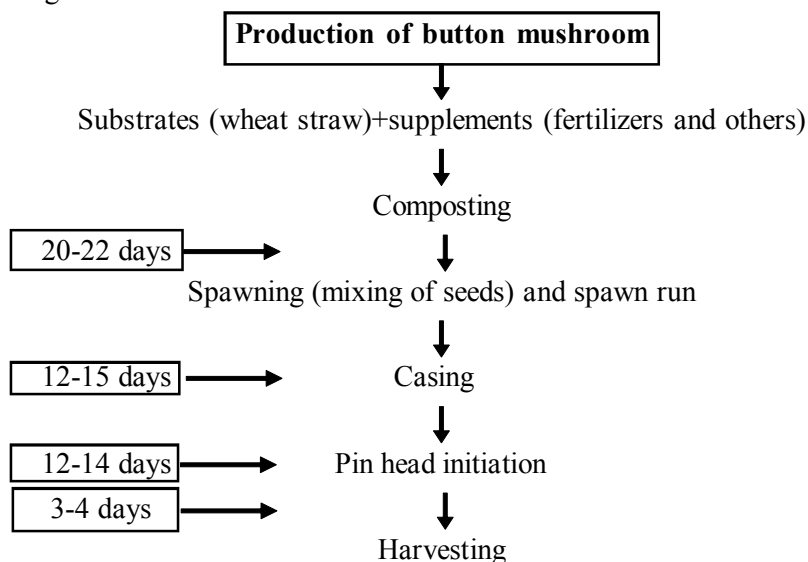 Production of button mushroom
Substrates (wheat straw)+supplements (fertilizers and others)
Composting
20-22 days
Spawning (mixing of seeds) and spawn run
12-15 days
Casing
12-14 days
Pin head initiation
3-4 days
Harvesting